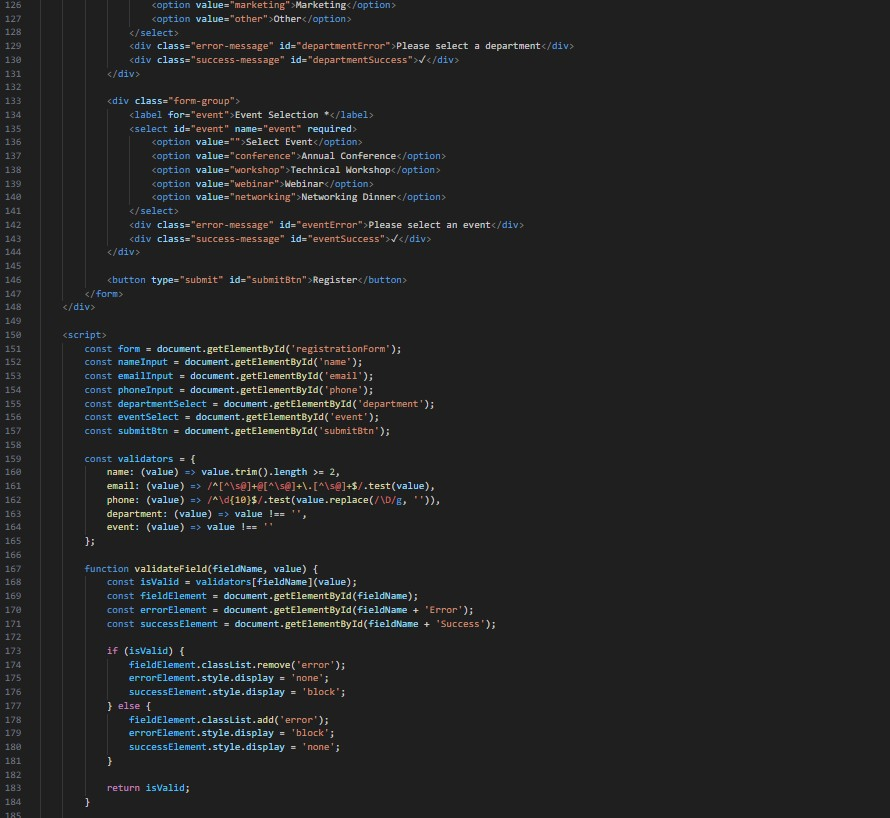 126 <option value="marketing">Marketing</option>
127 <option value="other">Other</option>
128 </select>
129 <div class="error-message" id="departmentError">Please select a department</div>
130 <div class="success-message" id="departmentSuccess">✓</div>
131 </div>
132
133 <div class="form-group">
134 <label for="event">Event Selection *</label>
135 <select id="event" name="event" required>
136 <option value="">Select Event</option>
137 <option value="conference">Annual Conference</option>
138 <option value="workshop">Technical Workshop</option>
139 <option value="webinar">Webinar</option>
140 <option value="networking">Networking Dinner</option>
141 </select>
142 <div class="error-message" id="eventError">Please select an event</div>
143 <div class="success-message" id="eventSuccess">✓</div>
144 </div>
145
146 <button type="submit" id="submitBtn">Register</button>
147 </form>
148 </div>
149
150 <script>
151 const form = document.getElementById('registrationForm');
152 const nameInput = document.getElementById('name');
153 const emailInput = document.getElementById('email');
154 const phoneInput = document.getElementById('phone');
155 const departmentSelect = document.getElementById('department');
156 const eventSelect = document.getElementById('event');
157 const submitBtn = document.getElementById('submitBtn');
158
159 const validators = {
160 name: (value) => value.trim().length >= 2,
161 email: (value) => /^[^\s@]+@[^\s@]+\.[^\s@]+$/.test(value),
162 phone: (value) => /^\d{10}$/.test(value.replace(/\D/g, '')),
163 department: (value) => value !== '',
164 event: (value) => value !== ''
165 };
166
167 function validateField(fieldName, value) {
168 const isValid = validators[fieldName](value);
169 const fieldElement = document.getElementById(fieldName);
170 const errorElement = document.getElementById(fieldName + 'Error');
171 const successElement = document.getElementById(fieldName + 'Success');
172
173 if (isValid) {
174 fieldElement.classList.remove('error');
175 errorElement.style.display = 'none';
176 successElement.style.display = 'block';
177 } else {
178 fieldElement.classList.add('error');
179 errorElement.style.display = 'block';
180 successElement.style.display = 'none';
181 }
182
183 return isValid;
184 }
185